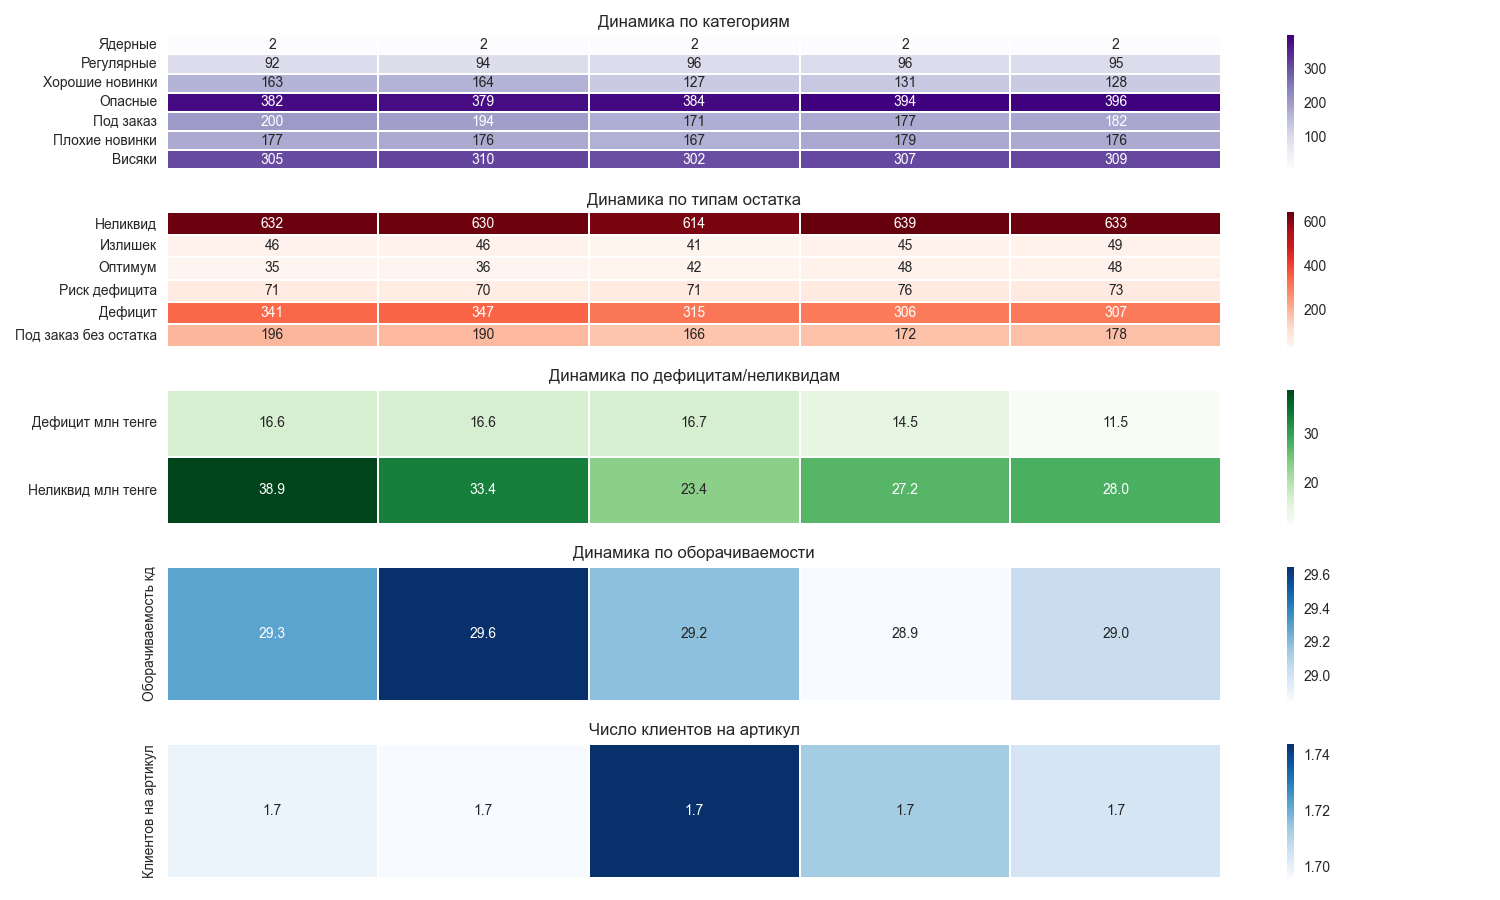 Динамика по категориям
Ядерные 2 2 2 2 2
Регулярные 92 94 96 96 95
Хорошие новинки 163 164 127 131 128
Опасные 382 379 384 394 396
Под заказ 200 194 171 177 182
Плохие новинки 177 176 167 179 176
Висяки 305 310 302 307 309
300
200
100
Динамика по типам остатка
Неликвид 632 630 614 639 633
Излишек 46 46 41 45 49
Оптимум 35 36 42 48 48
Риск дефицита 71 70 71 76 73
Дефицит 341 347 315 306 307
Под заказ без остатка 196 190 166 172 178
600
400
200
Динамика по дефицитам/неликвидам
Дефицит млн тенге 16.6 16.6 16.7 14.5 11.5
Неликвид млн тенге 38.9 33.4 23.4 27.2 28.0
30
20
Динамика по оборачиваемости
Оборачиваемость кд 29.3 29.6 29.2 28.9 29.0
29.6
29.4
29.2
29.0
Число клиентов на артикул
Клиентов на артикул 1.7 1.7 1.7 1.7 1.7
1.74
1.72
1.70